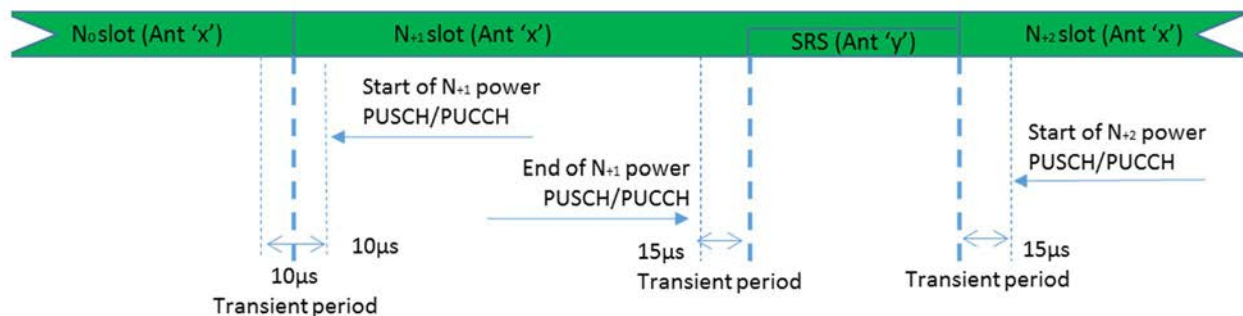 N₀ slot (Ant ‘x’)
N₊₁ slot (Ant ‘x’)
SRS (Ant ‘y’)
N₊₂ slot (Ant ‘x’)
Start of N₊₁ power
PUSCH/PUCCH
End of N₊₁ power
PUSCH/PUCCH
Start of N₊₂ power
PUSCH/PUCCH
10µs
10µs
Transient period
15µs
Transient period
15µs
Transient period